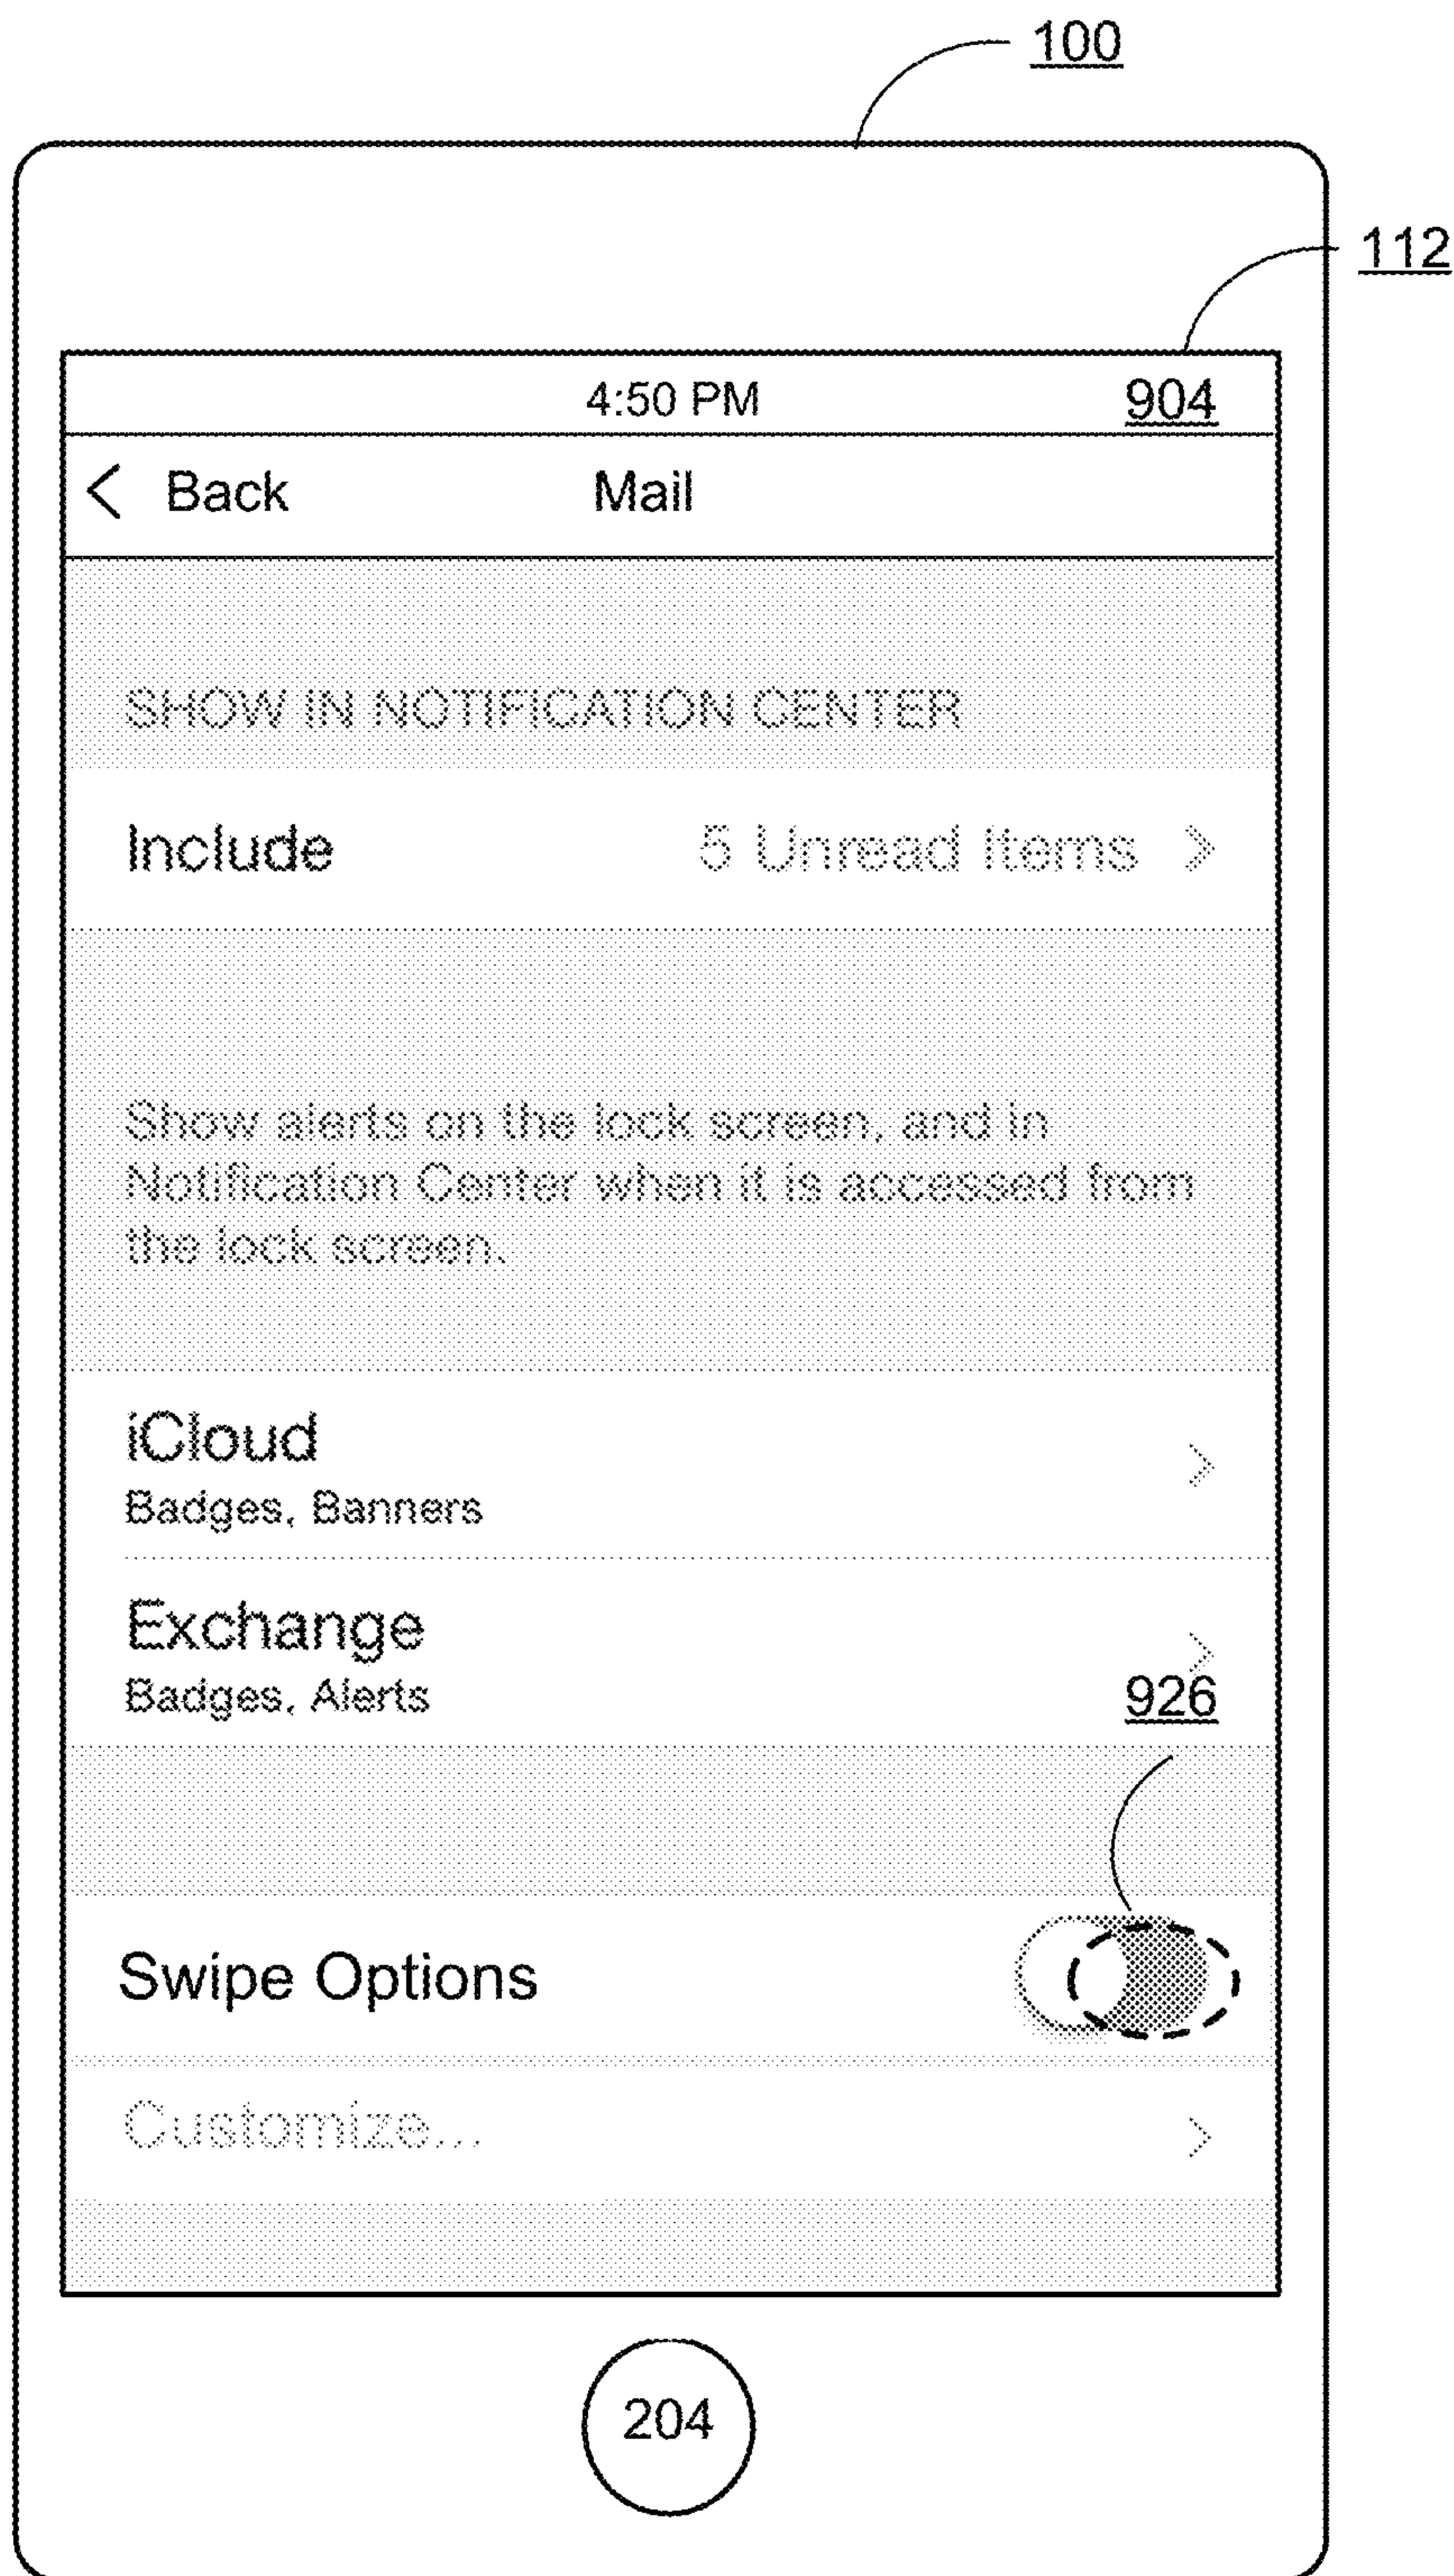 100
112
4:50 PM 904
< Back Mail
SHOW IN NOTIFICATION CENTER
Include 5 Unread Items >
Show alerts on the lock screen, and in
Notification Center when it is accessed from
the lock screen.
iCloud >
Badges, Banners
Exchange >
Badges, Alerts 926
Swipe Options
Customize... >
204